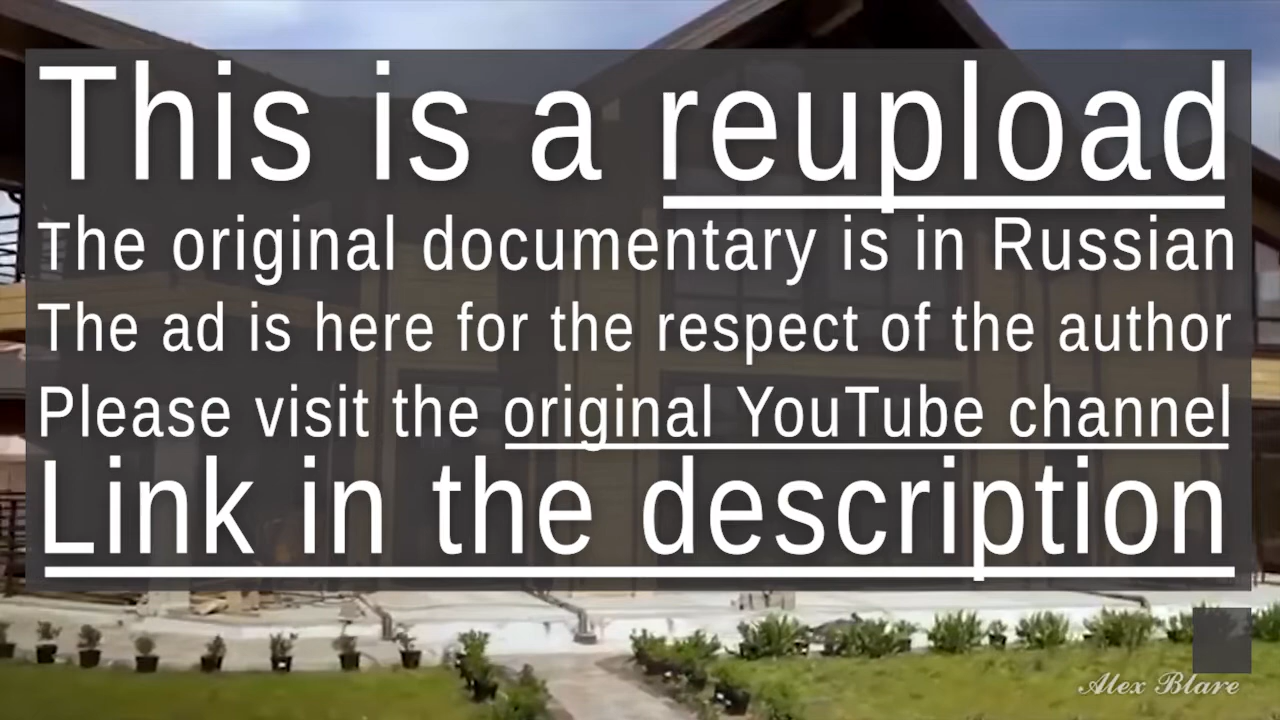 This is a reupload
The original documentary is in Russian
The ad is here for the respect of the author
Please visit the original YouTube channel
Link in the description
Alex Blare